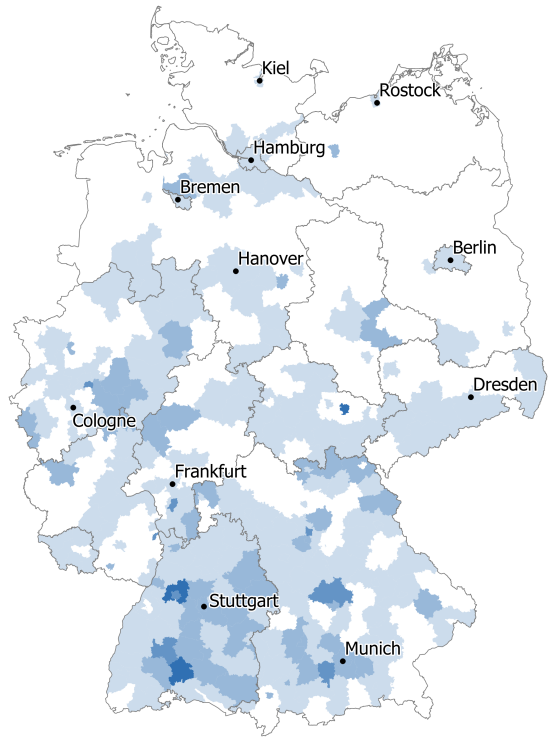 Kiel
Rostock
Hamburg
Bremen
Berlin
Hanover
Dresden
Cologne
Frankfurt
Stuttgart
Munich